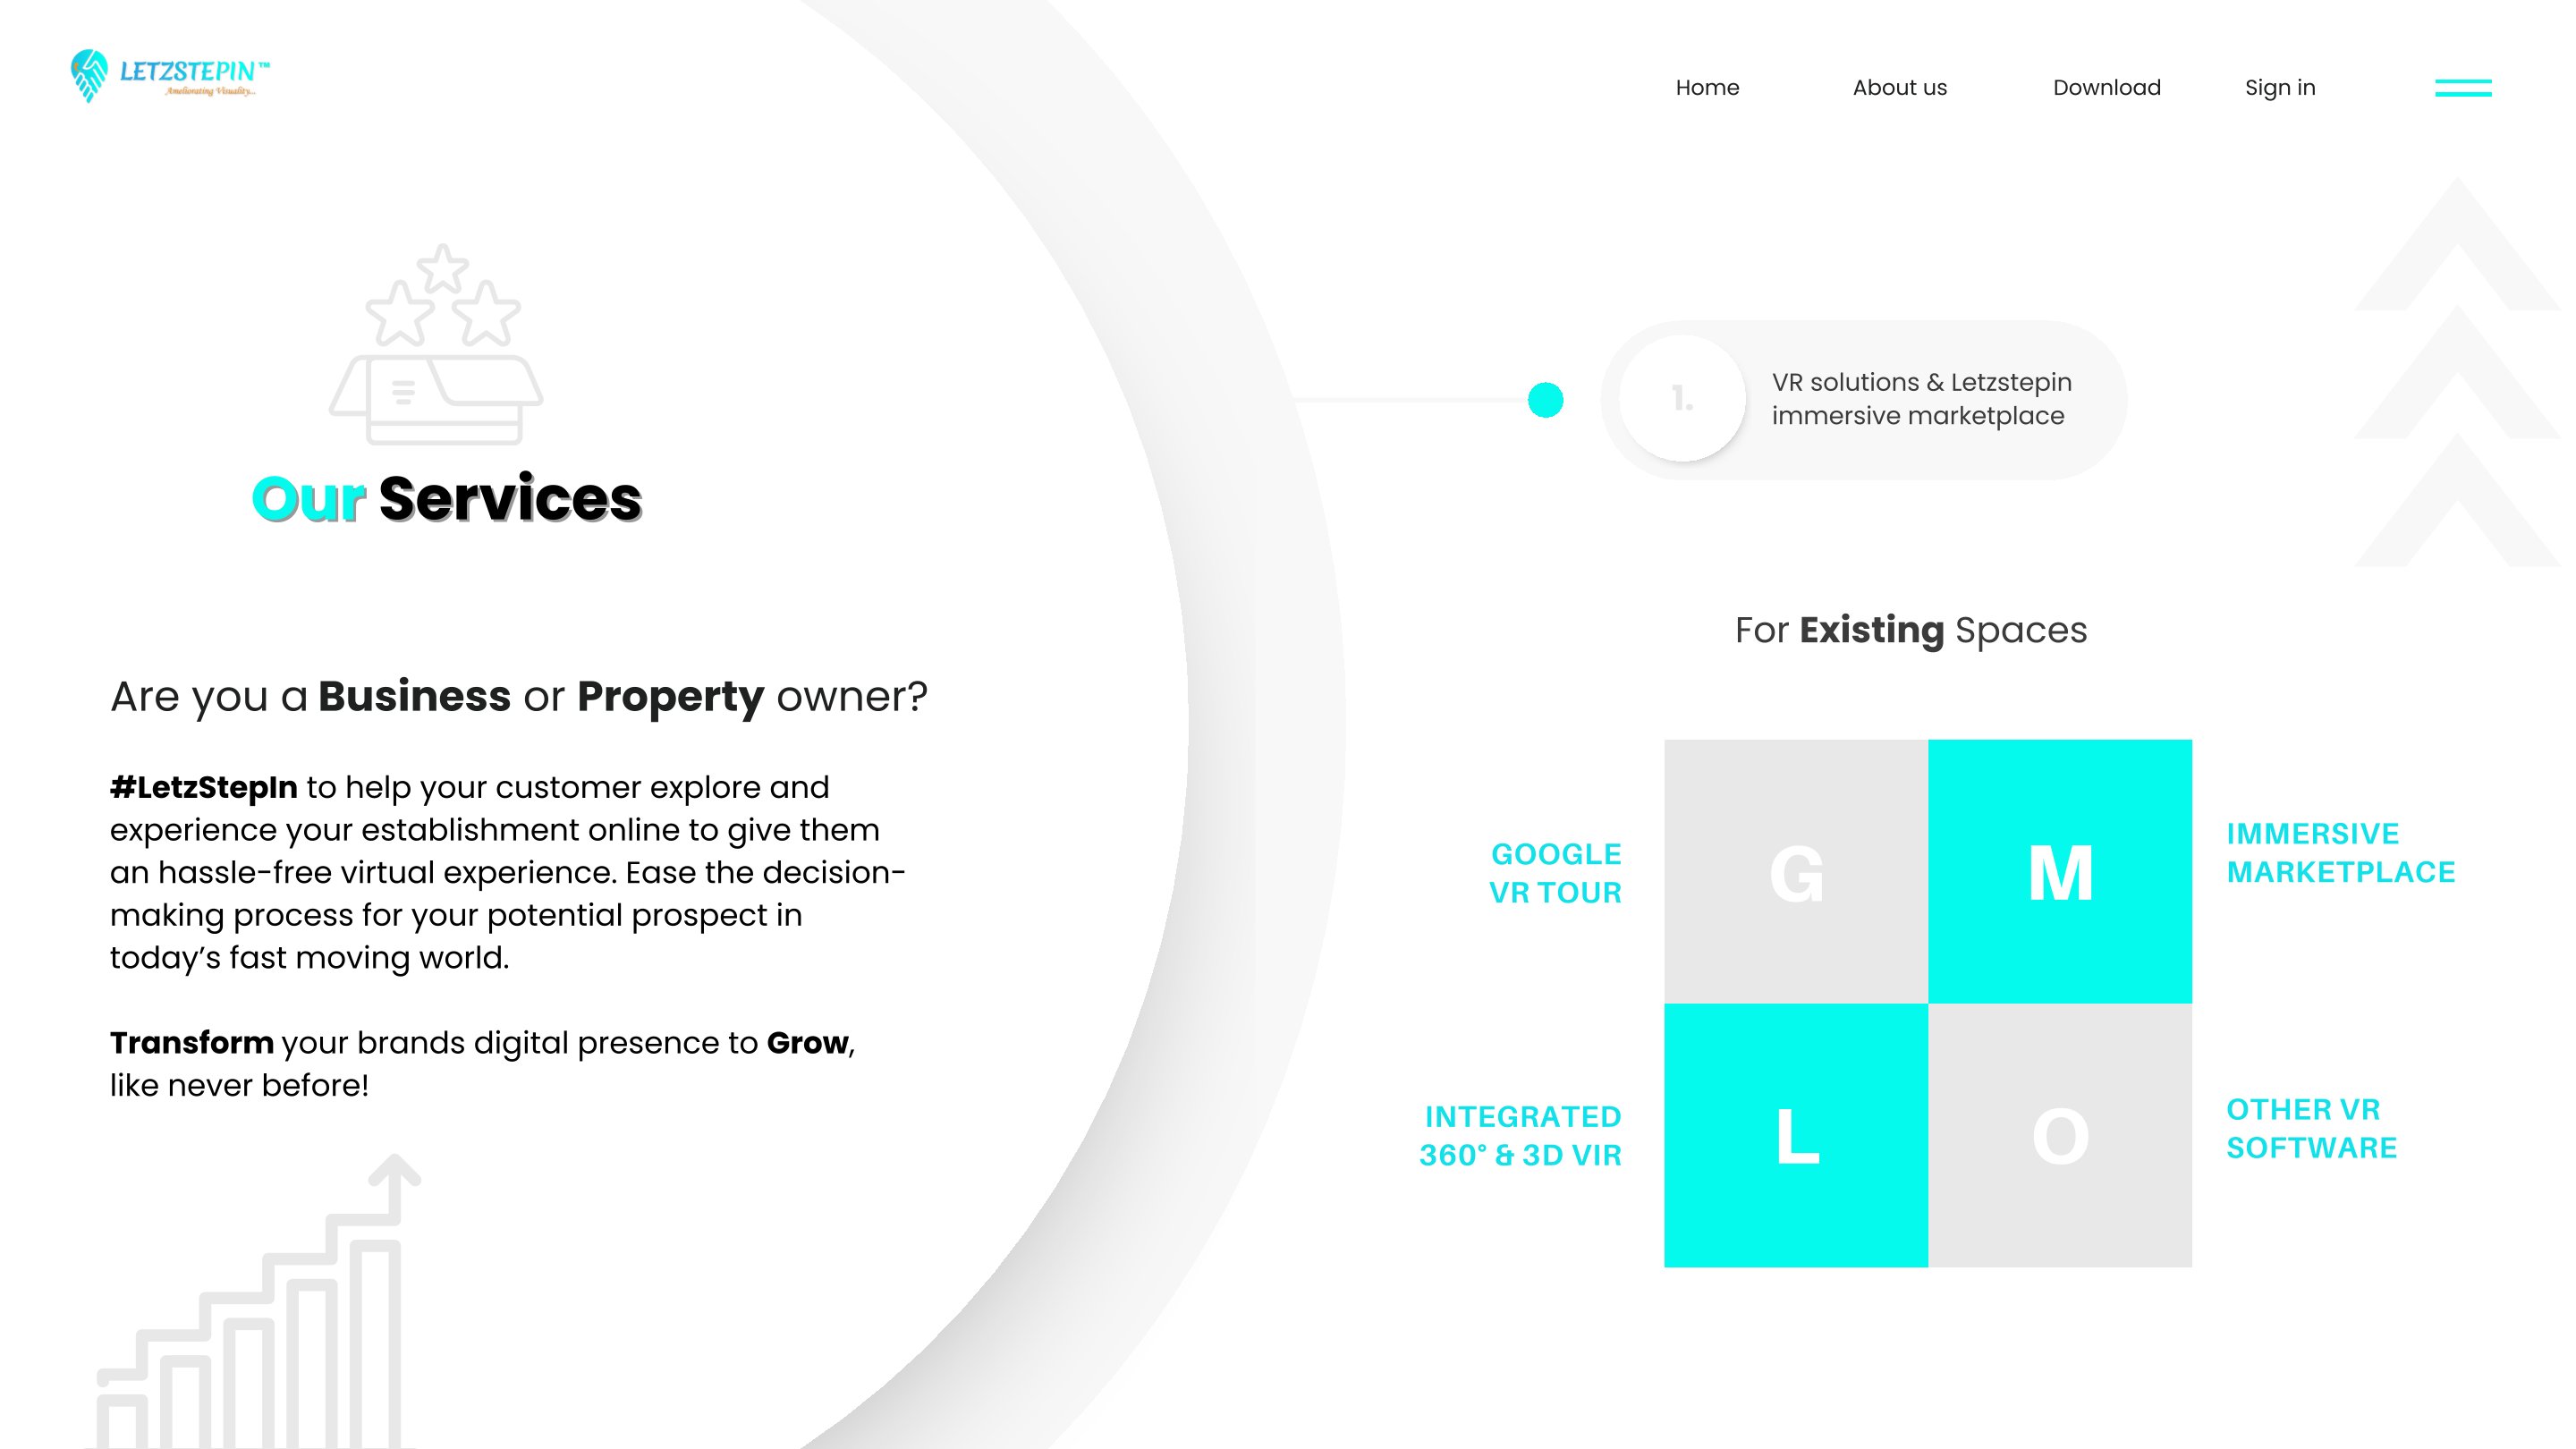 LETZSTEPIN™
Ameliorating Visuality...
Home
About us
Download
Sign in
Our Services
Are you a Business or Property owner?
#LetzStepIn to help your customer explore and
experience your establishment online to give them
an hassle-free virtual experience. Ease the decision-
making process for your potential prospect in
today’s fast moving world.
Transform your brands digital presence to Grow,
like never before!
1.
VR solutions & Letzstepin
immersive marketplace
For Existing Spaces
GOOGLE
VR TOUR
G
M
IMMERSIVE
MARKETPLACE
INTEGRATED
360° & 3D VIR
L
O
OTHER VR
SOFTWARE